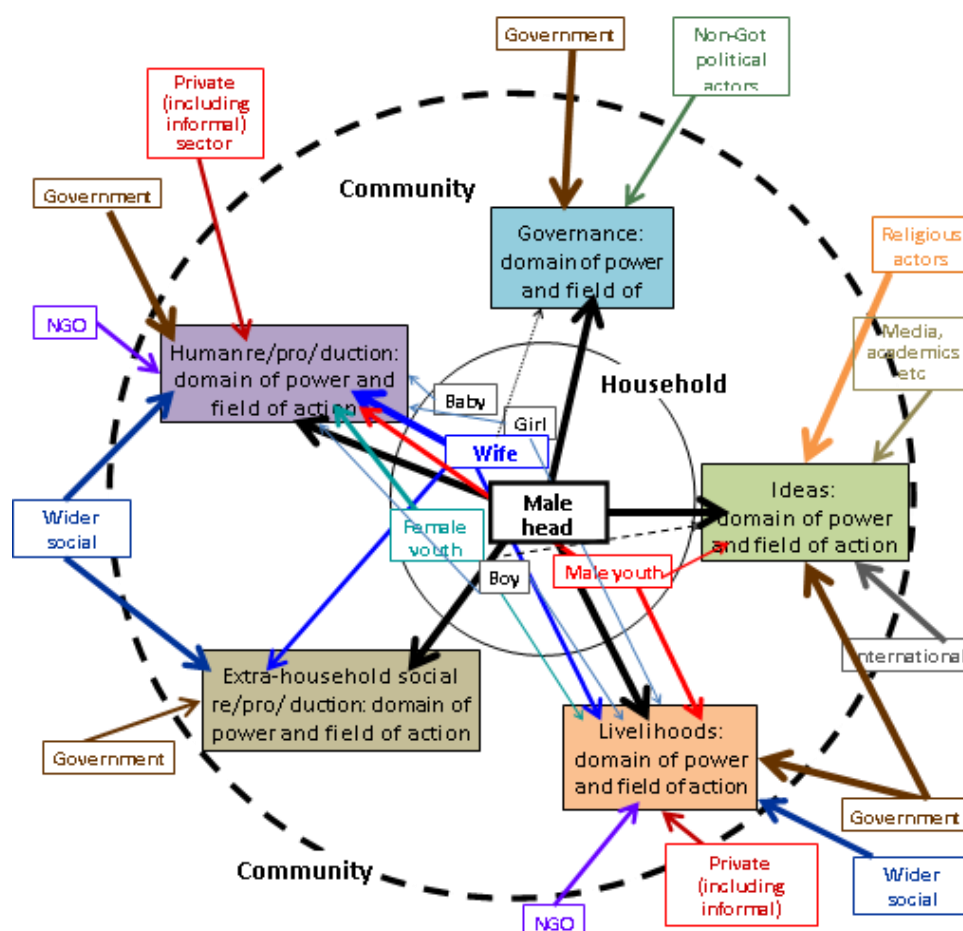 Government
Non-Got
political
actors
Private
(including
informal)
sector
Community
Government
Governance:
domain of power
and field of
Religious
actors
NGO
Media,
academics
etc
Human re/pro/duction:
domain of power and
field of action
Household
Baby
Girl
Wife
Male
head
Ideas:
domain of power
and field of action
Wider
social
Female
youth
Boy
Male youth
International
Extra-household social
re/pro/duction: domain of
power and field of action
Government
Livelihoods:
domain of power
and field of action
Government
Community
Private
(including
informal)
Wider
social
NGO